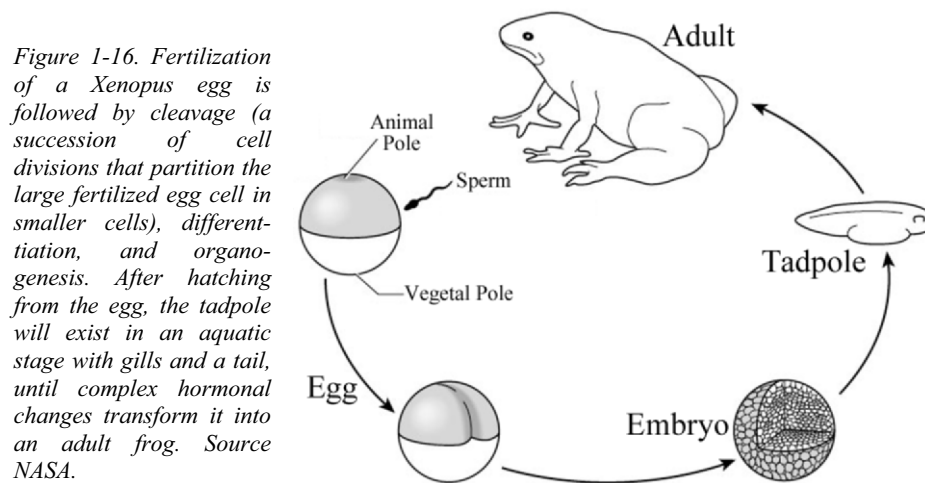 Figure 1-16. Fertilization
of a Xenopus egg is
followed by cleavage (a
succession of cell
divisions that partition the
large fertilized egg cell in
smaller cells), different-
tiation, and organo-
genesis. After hatching
from the egg, the tadpole
will exist in an aquatic
stage with gills and a tail,
until complex hormonal
changes transform it into
an adult frog. Source
NASA.
Adult
Animal
Pole
Sperm
Vegetal Pole
Egg
Embryo
Tadpole